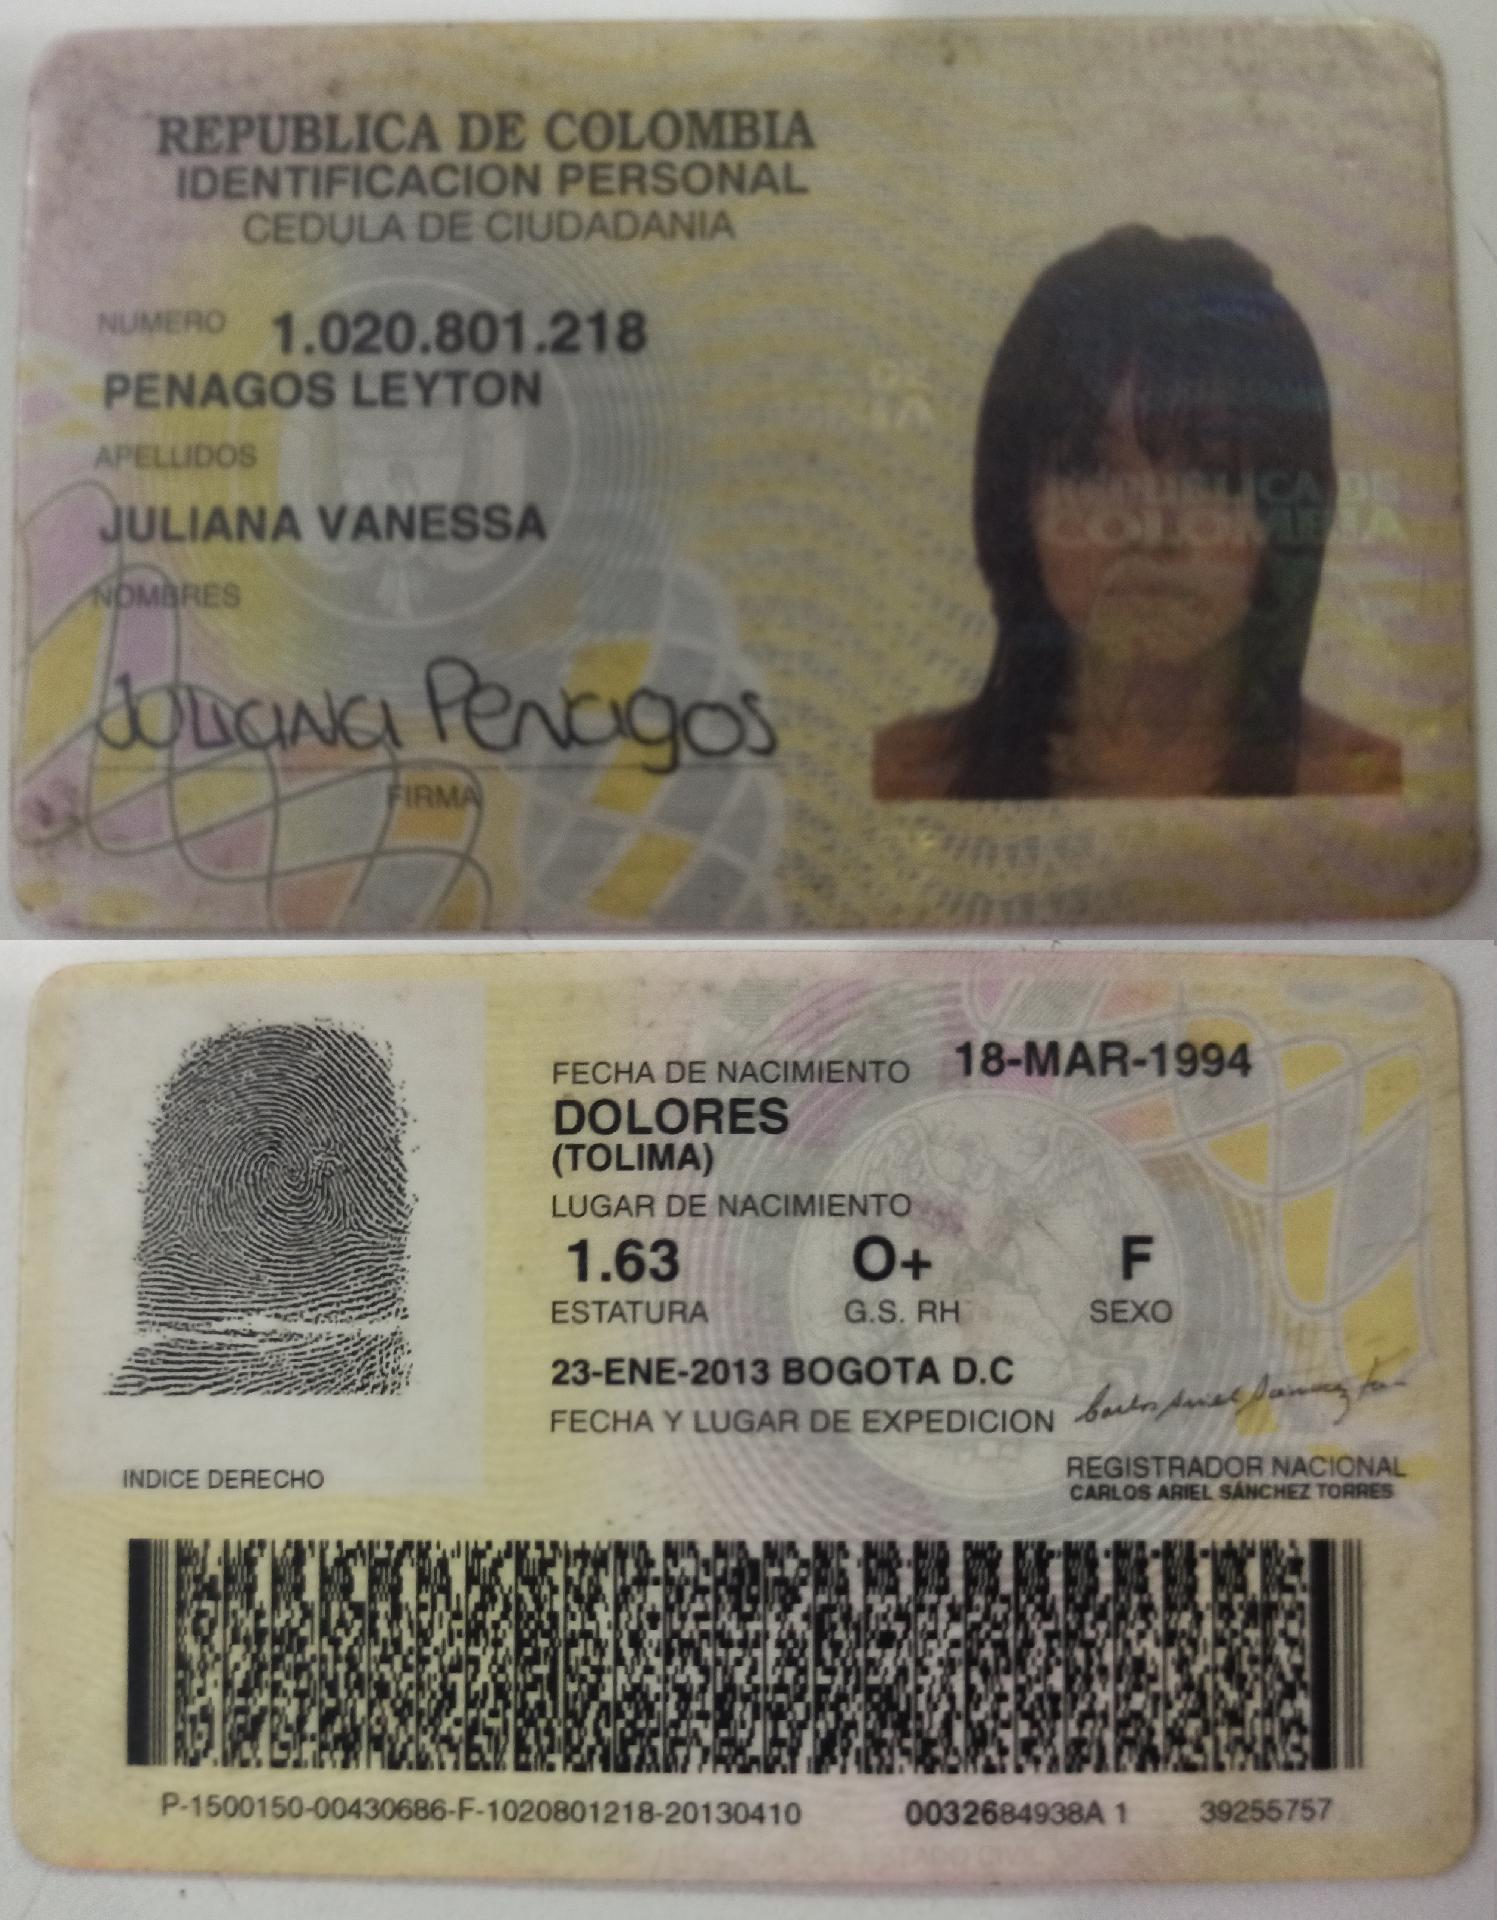 REPUBLICA DE COLOMBIA
IDENTIFICACION PERSONAL
CEDULA DE CIUDADANIA
NUMERO 1.020.801.218
PENAGOS LEYTON
APELLIDOS
JULIANA VANESSA
NOMBRES
Juliana Penagos
FIRMA
REPUBLICA DE
COLOMBIA
FECHA DE NACIMIENTO 18-MAR-1994
DOLORES
(TOLIMA)
LUGAR DE NACIMIENTO
1.63 O+ F
ESTATURA G.S. RH SEXO
23-ENE-2013 BOGOTA D.C
FECHA Y LUGAR DE EXPEDICION
INDICE DERECHO
REGISTRADOR NACIONAL
CARLOS ARIEL SÁNCHEZ TORRES
P-1500150-00430686-F-1020801218-20130410 0032684938A 1 39255757